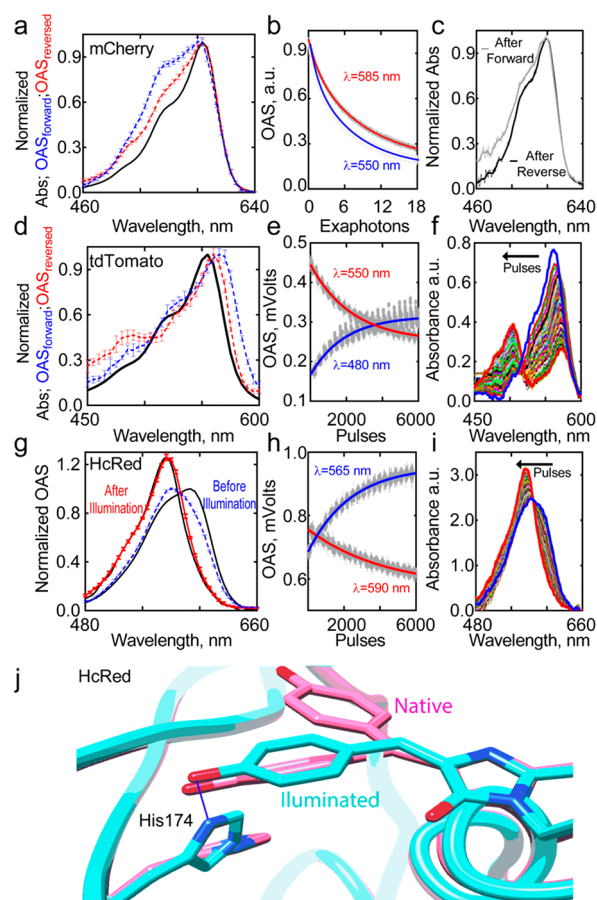 a
mCherry
Normalized
Abs; OASforward; OASreversed
0.9
0.6
0.3
0.0
460
640
Wavelength, nm
b
OAS, a.u.
0.9
0.6
0.3
0.0
λ=585 nm
λ=550 nm
0
6
12
18
Exaphotons
c
Normalized Abs
0.9
0.6
0.3
0.0
After
Forward
After
Reverse
460
640
Wavelength, nm
d
tdTomato
Normalized
Abs; OASforward; OASreversed
0.9
0.6
0.3
0.0
450
600
Wavelength, nm
e
OAS, mVolts
0.5
0.4
0.3
0.2
0.1
λ=550 nm
λ=480 nm
2000
6000
Pulses
f
Absorbance a.u.
0.8
0.6
0.4
0.2
0.0
Pulses
450
600
Wavelength, nm
g
HcRed
Normalized OAS
1.2
0.8
0.4
0.0
After
Illumination
Before
Illumination
480
660
Wavelength, nm
h
OAS, mVolts
1.0
0.8
0.6
λ=565 nm
λ=590 nm
2000
6000
Pulses
i
Absorbance a.u.
3.0
2.0
1.0
0.0
Pulses
480
660
Wavelength, nm
j
HcRed
Native
Iluminated
His174